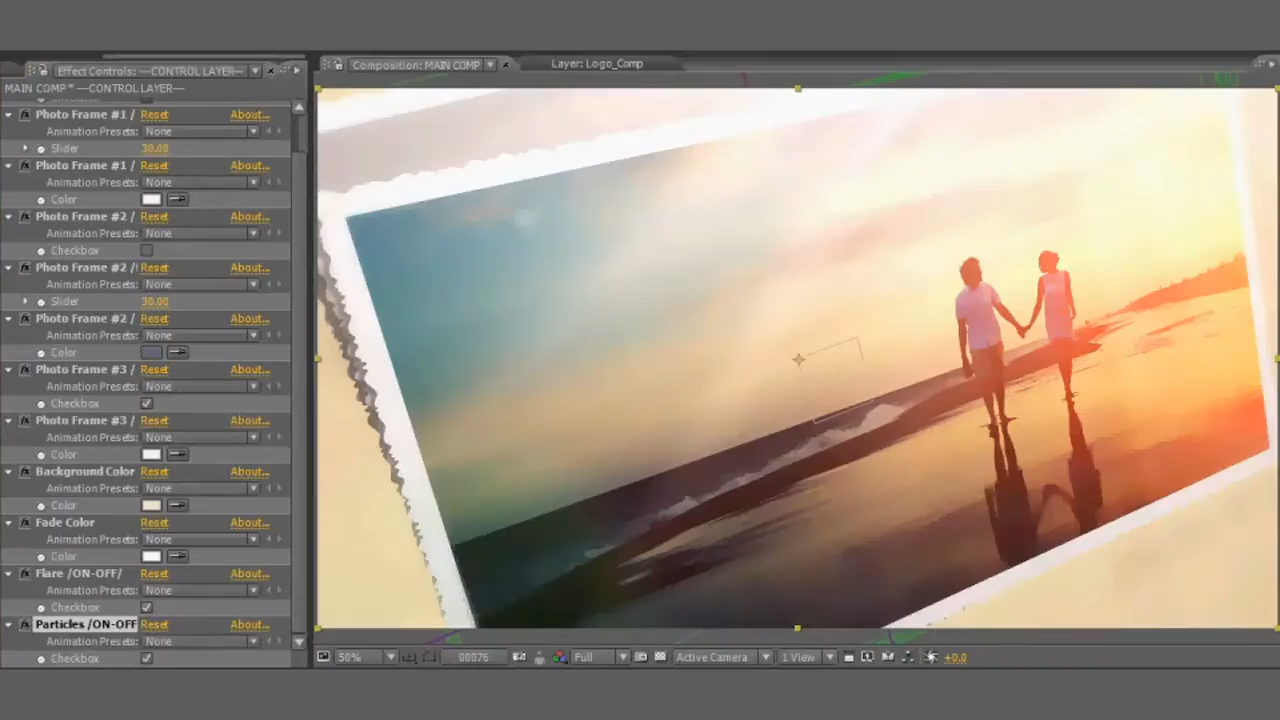 Effect Controls: —CONTROL LAYER—
MAIN COMP * —CONTROL LAYER—
Photo Frame #1 / Reset About...
Animation Presets: None
Slider 30.00
Photo Frame #1 / Reset About...
Animation Presets: None
Color
Photo Frame #2 / Reset About...
Animation Presets: None
Checkbox
Photo Frame #2 /I Reset About...
Animation Presets: None
Slider 30.00
Photo Frame #2 / Reset About...
Animation Presets: None
Color
Photo Frame #3 / Reset About...
Animation Presets: None
Checkbox
Photo Frame #3 / Reset About...
Animation Presets: None
Color
Background Color Reset About...
Animation Presets: None
Color
Fade Color Reset About...
Animation Presets: None
Color
Flare /ON-OFF/ Reset About...
Animation Presets: None
Checkbox
Particles /ON-OFF Reset About...
Animation Presets: None
Checkbox
Composition: MAIN COMP Layer: Logo_Comp
50% 00076 Full Active Camera 1 View +0.0